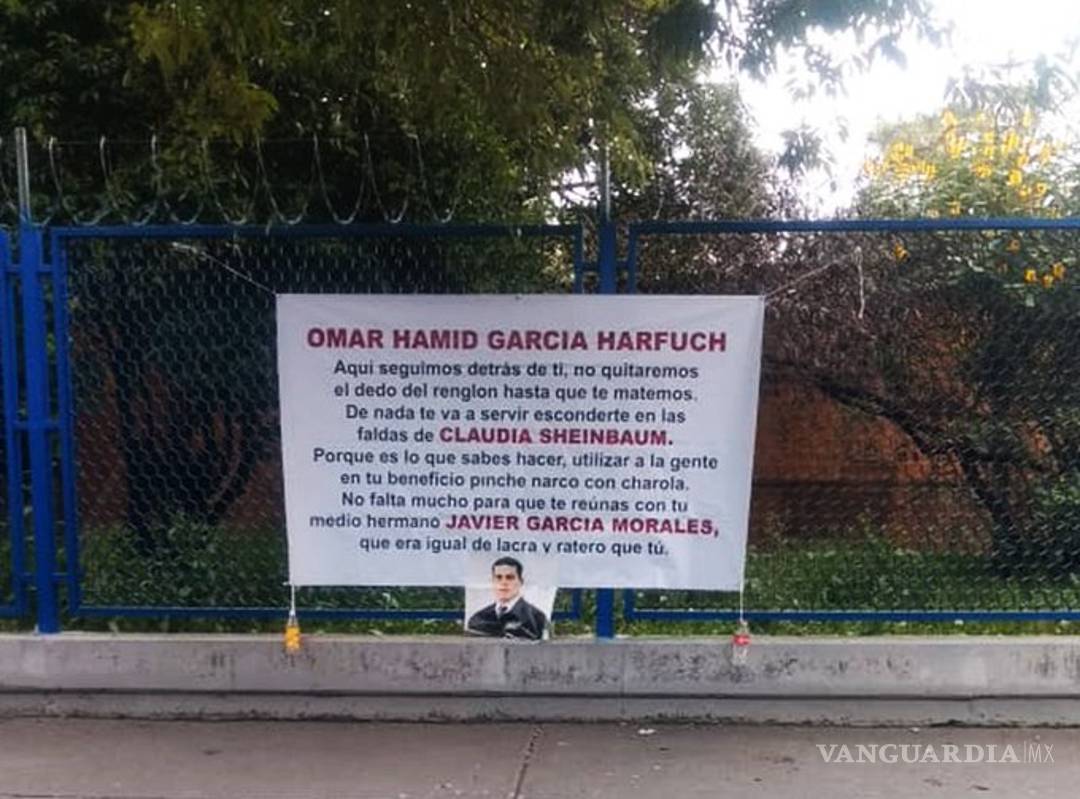 OMAR HAMID GARCIA HARFUCH
Aquí seguimos detrás de ti, no quitaremos
el dedo del renglon hasta que te matemos.
De nada te va a servir esconderte en las
faldas de CLAUDIA SHEINBAUM.
Porque es lo que sabes hacer, utilizar a la gente
en tu beneficio pinche narco con charola.
No falta mucho para que te reúnas con tu
medio hermano JAVIER GARCIA MORALES,
que era igual de lacra y ratero que tú.
VANGUARDIA|MX